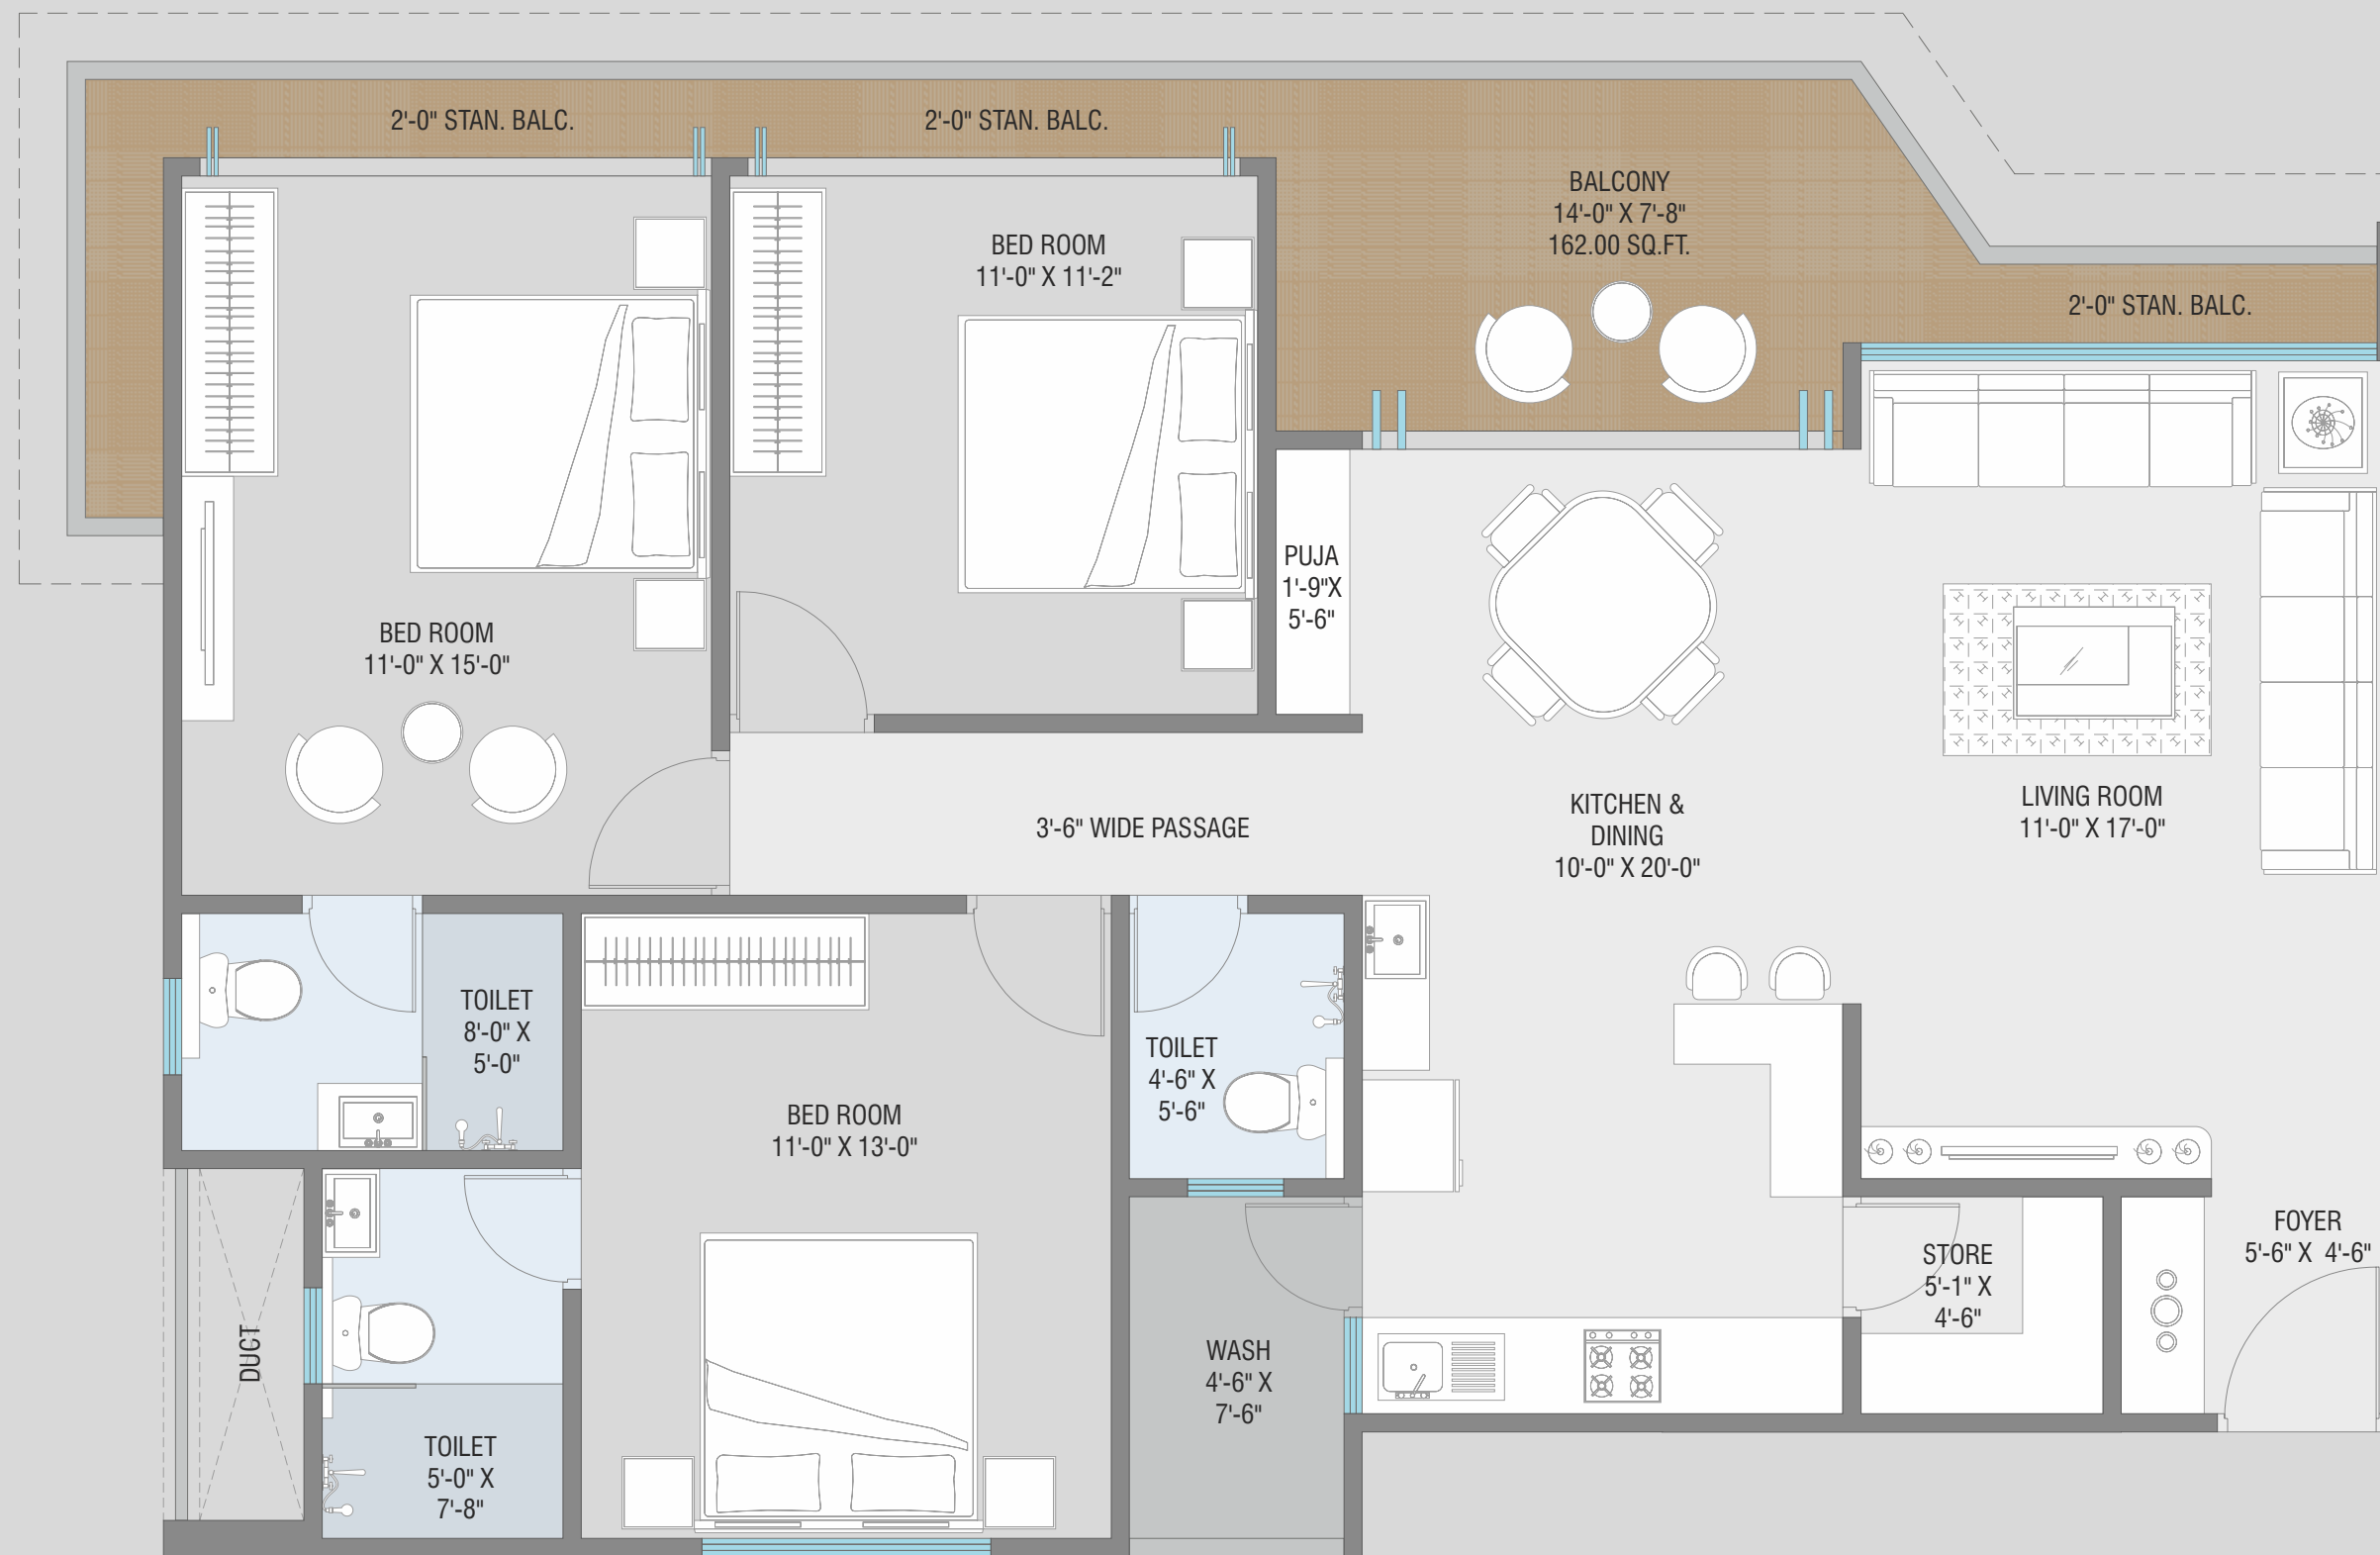 2'-0" STAN. BALC.
2'-0" STAN. BALC.
BALCONY
14'-0" X 7'-8"
162.00 SQ.FT.
2'-0" STAN. BALC.
BED ROOM
11'-0" X 11'-2"
BED ROOM
11'-0" X 15'-0"
PUJA
1'-9"X
5'-6"
3'-6" WIDE PASSAGE
KITCHEN &
DINING
10'-0" X 20'-0"
LIVING ROOM
11'-0" X 17'-0"
TOILET
8'-0" X
5'-0"
BED ROOM
11'-0" X 13'-0"
TOILET
4'-6" X
5'-6"
DUCT
TOILET
5'-0" X
7'-8"
WASH
4'-6" X
7'-6"
STORE
5'-1" X
4'-6"
FOYER
5'-6" X 4'-6"